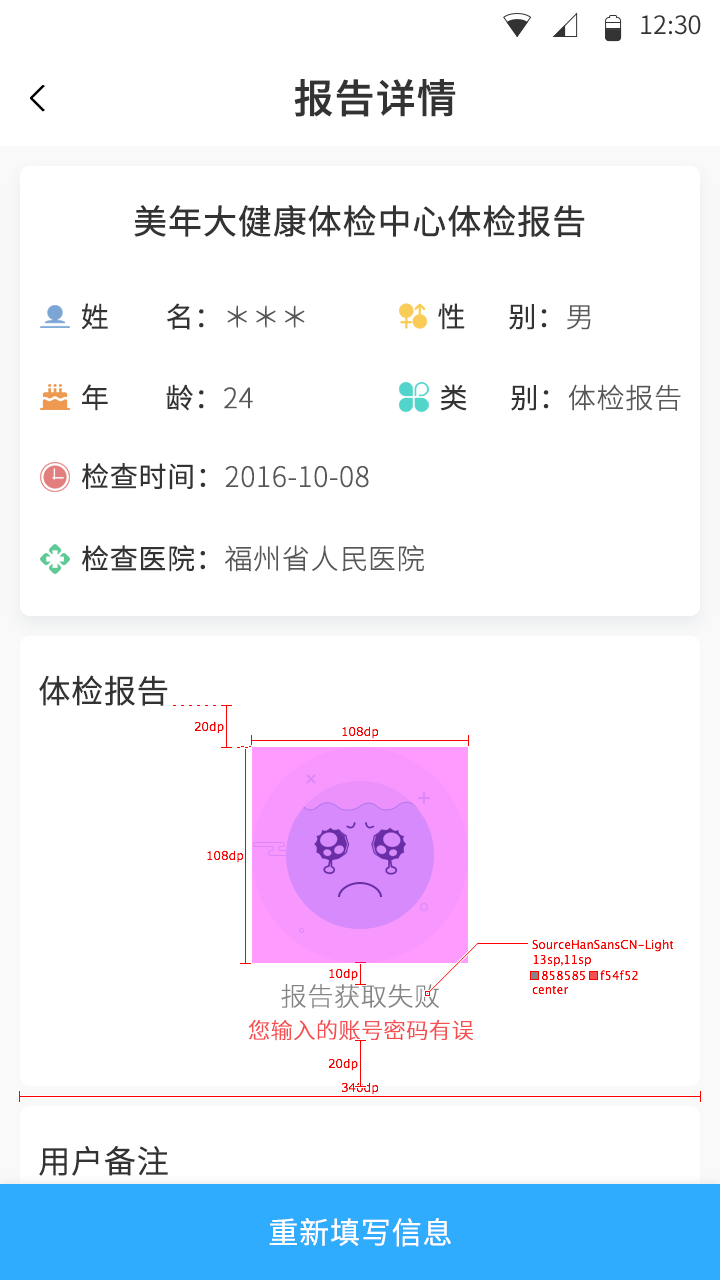 12:30
报告详情
美年大健康体检中心体检报告
姓 名：＊＊＊ 性 别：男
年 龄：24 类 别：体检报告
检查时间：2016-10-08
检查医院：福州省人民医院
体检报告
20dp
108dp
108dp
SourceHanSansCN-Light
13sp,11sp
858585 f54f52
center
10dp
报告获取失败
您输入的账号密码有误
20dp
340dp
用户备注
重新填写信息